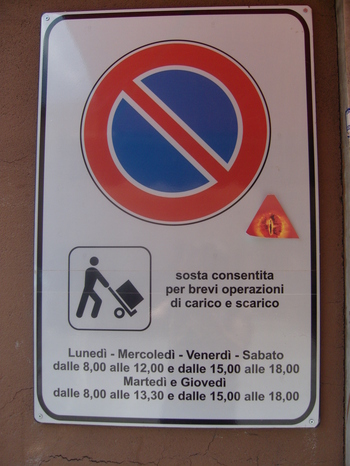 sosta consentita
per brevi operazioni
di carico e scarico
Lunedì - Mercoledì - Venerdì - Sabato
dalle 8,00 alle 12,00 e dalle 15,00 alle 18,00
Martedì e Giovedì
dalle 8,00 alle 13,30 e dalle 15,00 alle 18,00